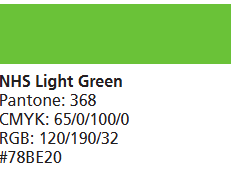 NHS Light Green
Pantone: 368
CMYK: 65/0/100/0
RGB: 120/190/32
#78BE20